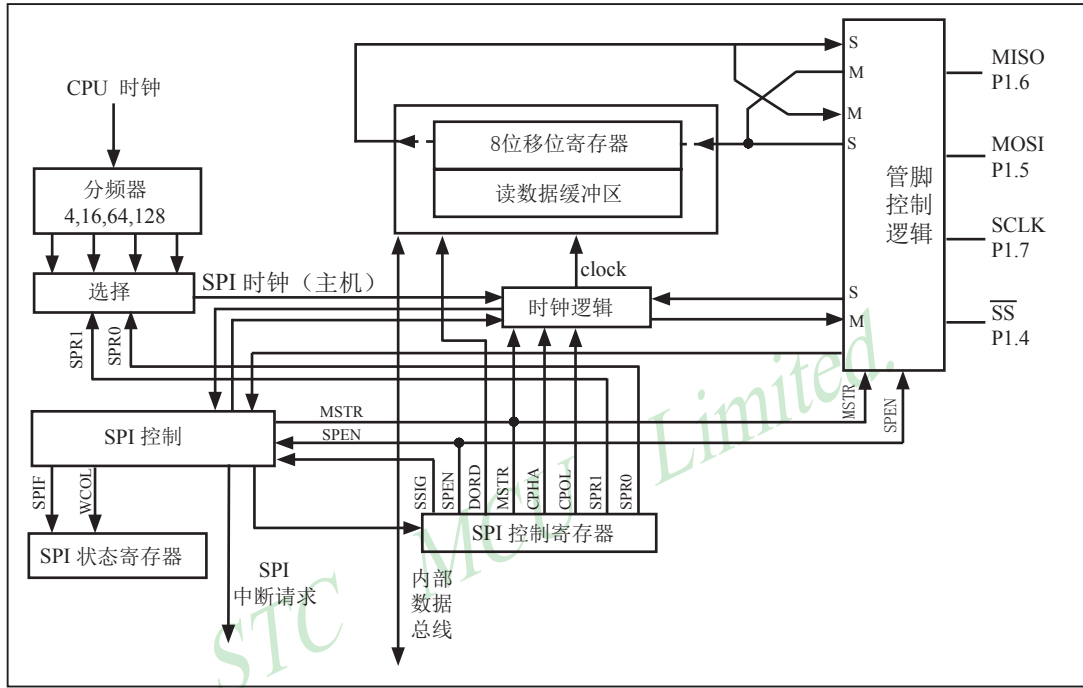 CPU 时钟
分频器
4,16,64,128
选择
SPI 时钟（主机）
SPR1
SPR0
8位移位寄存器
读数据缓冲区
clock
时钟逻辑
S
M
M
S
S
M
管脚
控制
逻辑
MISO
P1.6
MOSI
P1.5
SCLK
P1.7
SS
P1.4
MSTR
SPEN
SPI 控制
MSTR
SPEN
SPIF
WCOL
SPI 状态寄存器
SPI
中断请求
SSIG
SPEN
DORD
MSTR
CPHA
CPOL
SPR1
SPR0
SPI 控制寄存器
内部
数据
总线
STC MCU Limited.